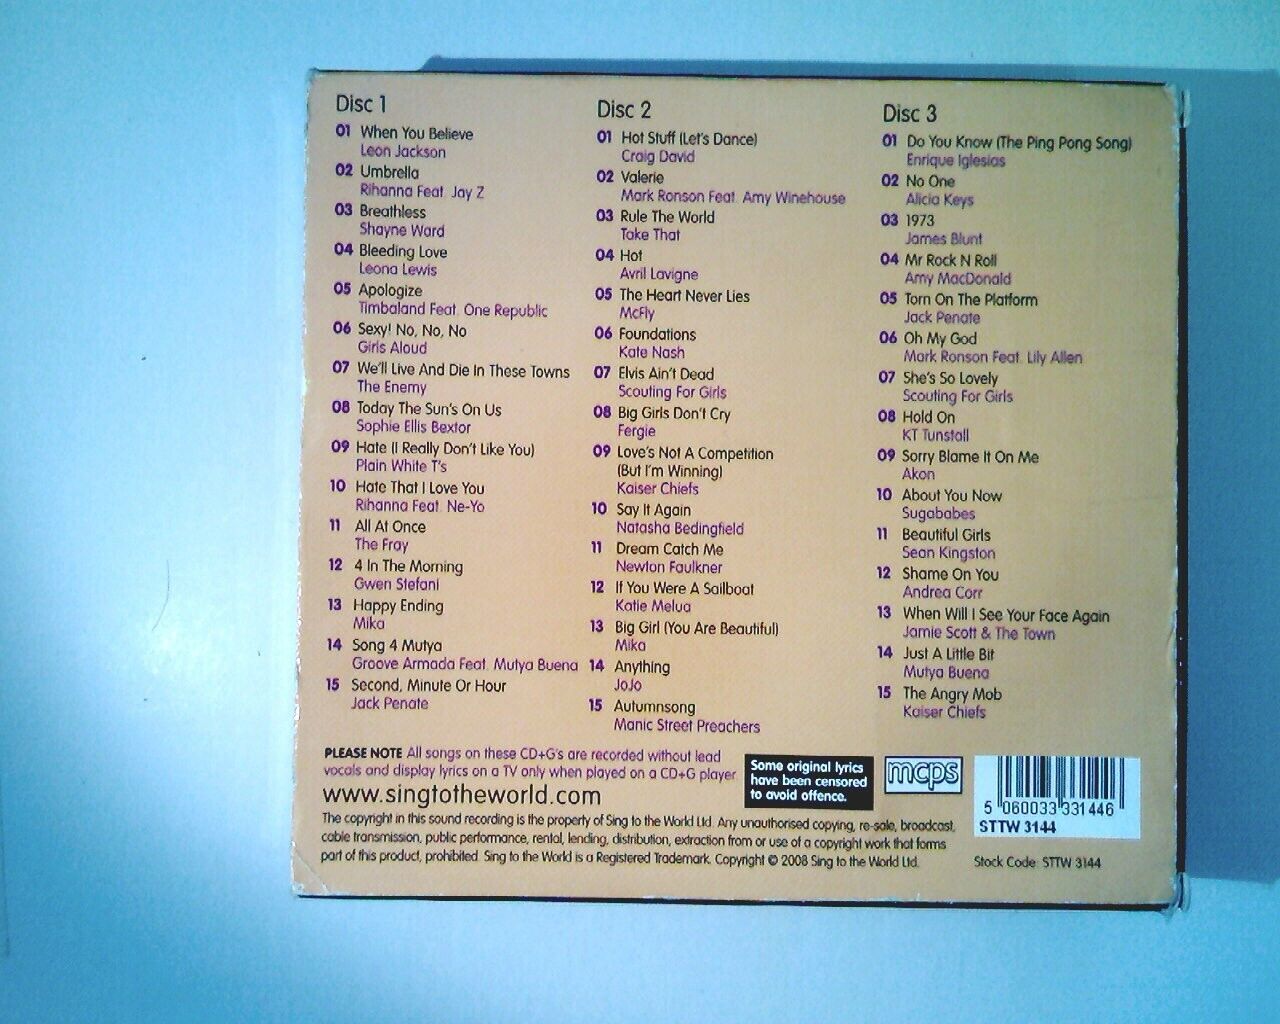 Disc 1
01 When You Believe
Leon Jackson
02 Umbrella
Rihanna Feat. Jay Z
03 Breathless
Shayne Ward
04 Bleeding Love
Leona Lewis
05 Apologize
Timbaland Feat. One Republic
06 Sexy! No, No, No
Girls Aloud
07 We'll Live And Die In These Towns
The Enemy
08 Today The Sun's On Us
Sophie Ellis Bextor
09 Hate (I Really Don't Like You)
Plain White T's
10 Hate That I Love You
Rihanna Feat. Ne-Yo
11 All At Once
The Fray
12 4 In The Morning
Gwen Stefani
13 Happy Ending
Mika
14 Song 4 Mutya
Groove Armada Feat. Mutya Buena
15 Second, Minute Or Hour
Jack Penate
Disc 2
01 Hot Stuff (Let's Dance)
Craig David
02 Valerie
Mark Ronson Feat. Amy Winehouse
03 Rule The World
Take That
04 Hot
Avril Lavigne
05 The Heart Never Lies
McFly
06 Foundations
Kate Nash
07 Elvis Ain't Dead
Scouting For Girls
08 Big Girls Don't Cry
Fergie
09 Love's Not A Competition
(But I'm Winning)
Kaiser Chiefs
10 Say It Again
Natasha Bedingfield
11 Dream Catch Me
Newton Faulkner
12 If You Were A Sailboat
Katie Melua
13 Big Girl (You Are Beautiful)
Mika
14 Anything
JoJo
15 Autumnsong
Manic Street Preachers
Disc 3
01 Do You Know (The Ping Pong Song)
Enrique Iglesias
02 No One
Alicia Keys
03 1973
James Blunt
04 Mr Rock N Roll
Amy MacDonald
05 Torn On The Platform
Jack Penate
06 Oh My God
Mark Ronson Feat. Lily Allen
07 She's So Lovely
Scouting For Girls
08 Hold On
KT Tunstall
09 Sorry Blame It On Me
Akon
10 About You Now
Sugababes
11 Beautiful Girls
Sean Kingston
12 Shame On You
Andrea Corr
13 When Will I See Your Face Again
Jamie Scott & The Town
14 Just A Little Bit
Mutya Buena
15 The Angry Mob
Kaiser Chiefs
PLEASE NOTE All songs on these CD+G's are recorded without lead
vocals and display lyrics on a TV only when played on a CD+G player.
www.singtotheworld.com
Some original lyrics
have been censored
to avoid offence.
mcps
5 060033 331446
STTW 3144
The copyright in this sound recording is the property of Sing to the World Ltd. Any unauthorised copying, re-sale, broadcast,
cable transmission, public performance, rental, lending, distribution, extraction from or use of a copyright work that forms
part of this product, prohibited. Sing to the World is a Registered Trademark. Copyright © 2008 Sing to the World Ltd.
Stock Code: STTW 3144